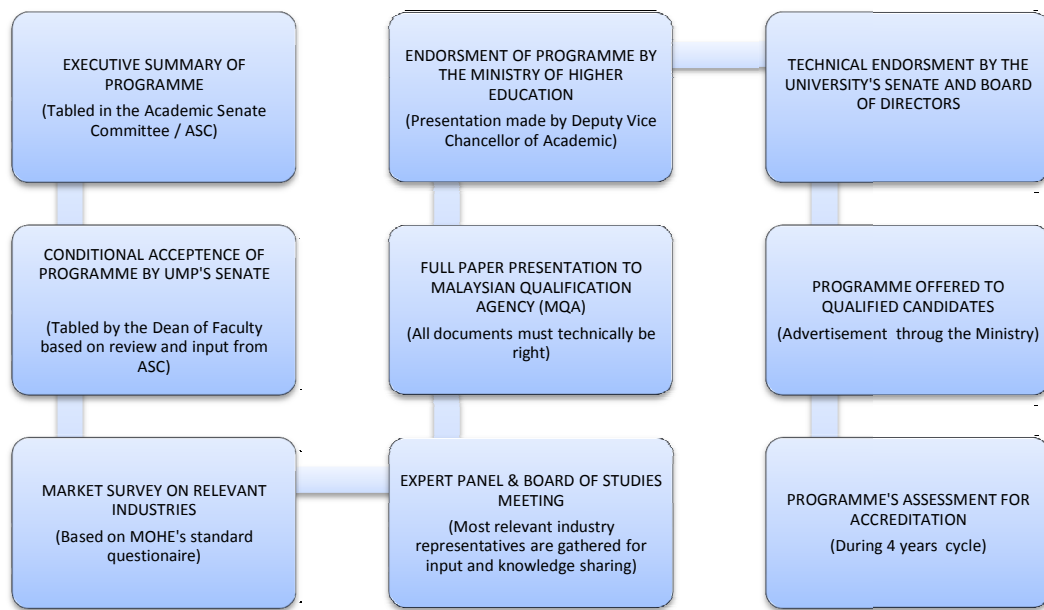 EXECUTIVE SUMMARY OF
PROGRAMME
(Tabled in the Academic Senate
Committee / ASC)
CONDITIONAL ACCEPTENCE OF
PROGRAMME BY UMP'S SENATE
(Tabled by the Dean of Faculty
based on review and input from
ASC)
MARKET SURVEY ON RELEVANT
INDUSTRIES
(Based on MOHE's standard
questionaire)
EXPERT PANEL & BOARD OF STUDIES
MEETING
(Most relevant industry
representatives are gathered for
input and knowledge sharing)
FULL PAPER PRESENTATION TO
MALAYSIAN QUALIFICATION
AGENCY (MQA)
(All documents must technically be
right)
ENDORSMENT OF PROGRAMME BY
THE MINISTRY OF HIGHER
EDUCATION
(Presentation made by Deputy Vice
Chancellor of Academic)
TECHNICAL ENDORSMENT BY THE
UNIVERSITY'S SENATE AND BOARD
OF DIRECTORS
PROGRAMME OFFERED TO
QUALIFIED CANDIDATES
(Advertisement throug the Ministry)
PROGRAMME'S ASSESSMENT FOR
ACCREDITATION
(During 4 years cycle)